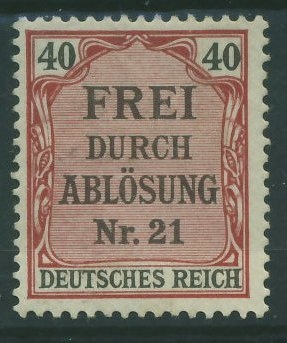 40 40
FREI
DURCH
ABLÖSUNG
Nr. 21
DEUTSCHES REICH